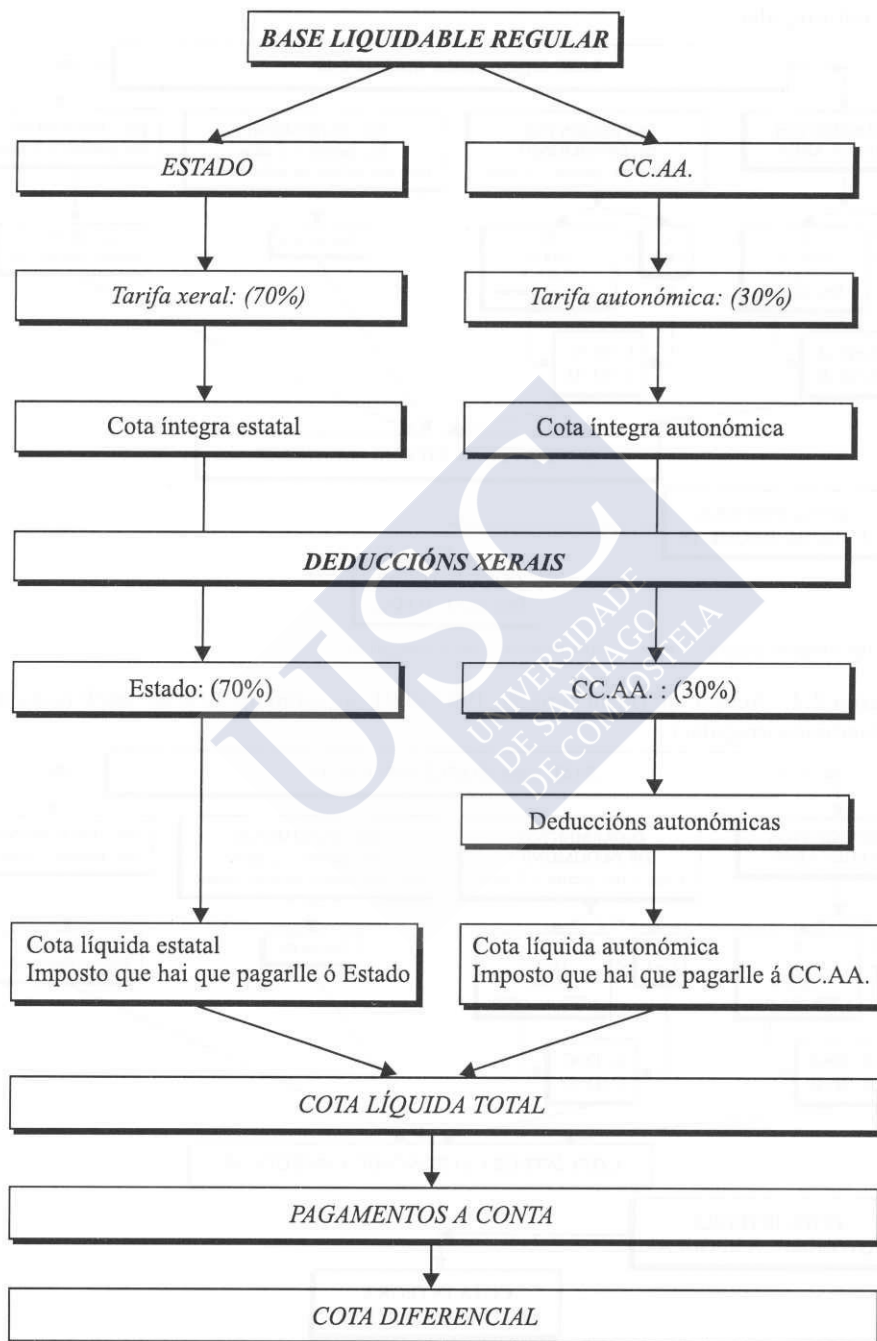 BASE LIQUIDABLE REGULAR
ESTADO
CC.AA.
Tarifa xeral: (70%)
Tarifa autonómica: (30%)
Cota íntegra estatal
Cota íntegra autonómica
DEDUCCIÓNS XERAIS
Estado: (70%)
CC.AA. : (30%)
Deduccións autonómicas
Cota líquida estatal
Imposto que hai que pagarlle ó Estado
Cota líquida autonómica
Imposto que hai que pagarlle á CC.AA.
COTA LÍQUIDA TOTAL
PAGAMENTOS A CONTA
COTA DIFERENCIAL
USC
UNIVERSIDADE
DE SANTIAGO
DE COMPOSTELA